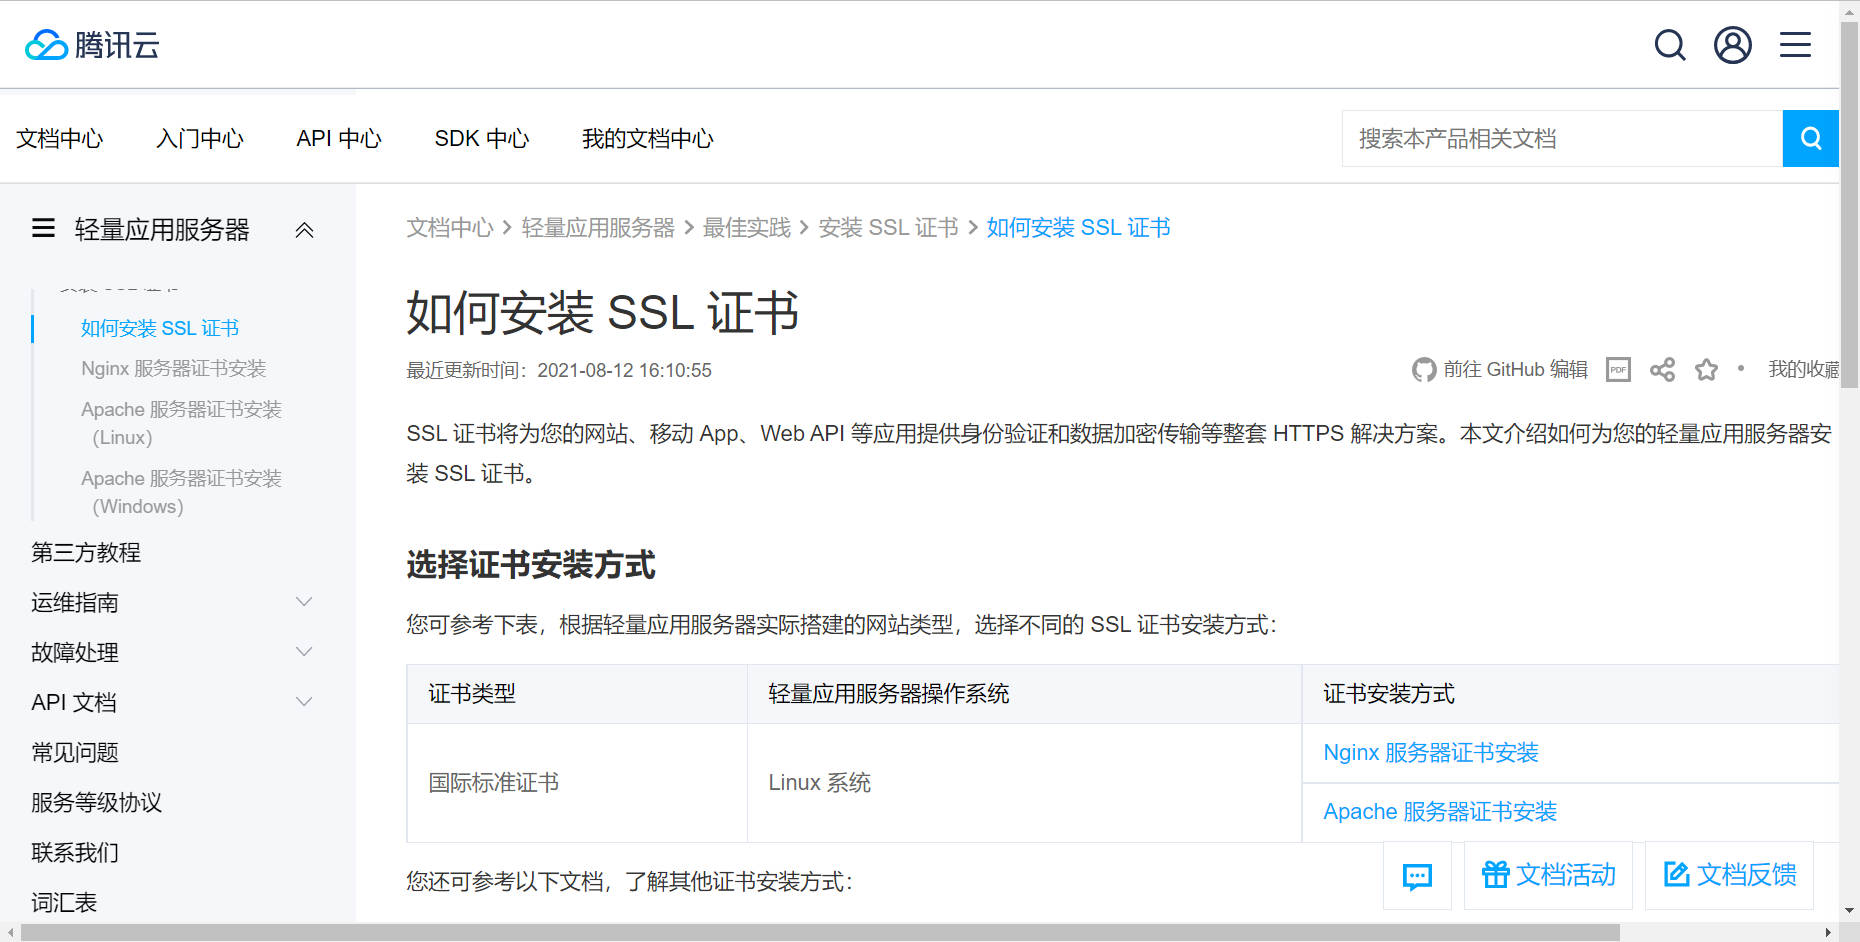 腾讯云
文档中心
入门中心
API 中心
SDK 中心
我的文档中心
搜索本产品相关文档
轻量应用服务器
安装 SSL 证书
如何安装 SSL 证书
Nginx 服务器证书安装
Apache 服务器证书安装
(Linux)
Apache 服务器证书安装
(Windows)
第三方教程
运维指南
故障处理
API 文档
常见问题
服务等级协议
联系我们
词汇表
文档中心 > 轻量应用服务器 > 最佳实践 > 安装 SSL 证书 > 如何安装 SSL 证书
如何安装 SSL 证书
最近更新时间：2021-08-12 16:10:55
前往 GitHub 编辑
PDF
我的收藏
SSL 证书将为您的网站、移动 App、Web API 等应用提供身份验证和数据加密传输等整套 HTTPS 解决方案。本文介绍如何为您的轻量应用服务器安
装 SSL 证书。
选择证书安装方式
您可参考下表，根据轻量应用服务器实际搭建的网站类型，选择不同的 SSL 证书安装方式：
证书类型
轻量应用服务器操作系统
证书安装方式
国际标准证书
Linux 系统
Nginx 服务器证书安装
Apache 服务器证书安装
您还可参考以下文档，了解其他证书安装方式：
文档活动
文档反馈